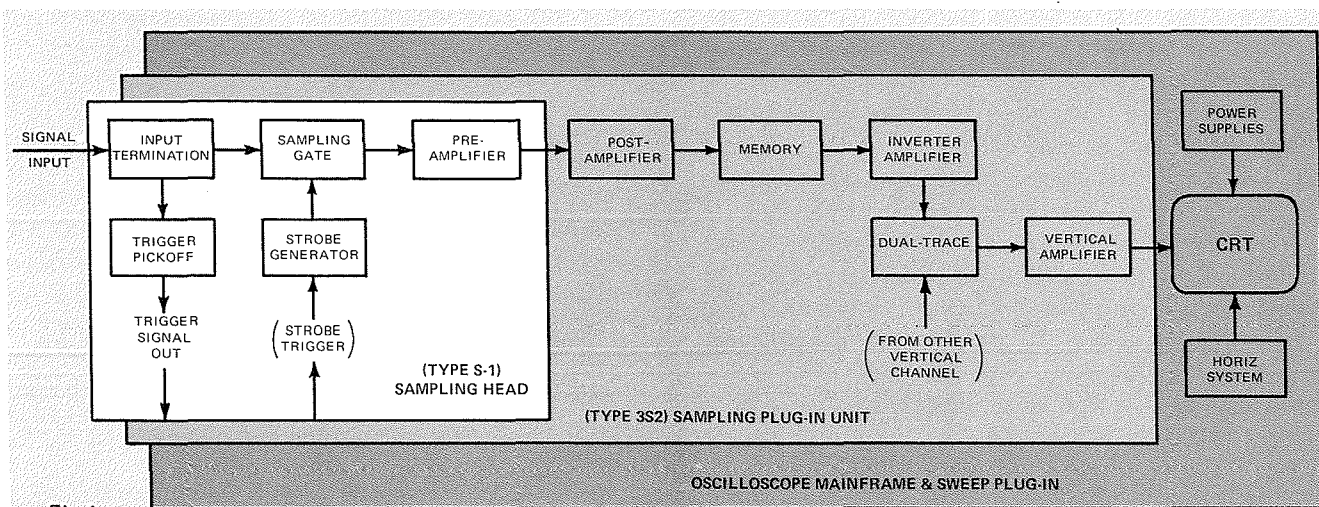 SIGNAL
INPUT
INPUT
TERMINATION
SAMPLING
GATE
PRE-
AMPLIFIER
POST-
AMPLIFIER
MEMORY
INVERTER
AMPLIFIER
POWER
SUPPLIES
TRIGGER
PICKOFF
STROBE
GENERATOR
DUAL-TRACE
VERTICAL
AMPLIFIER
CRT
TRIGGER
SIGNAL
OUT
(STROBE
TRIGGER)
(FROM OTHER
VERTICAL
CHANNEL)
HORIZ
SYSTEM
(TYPE S-1)
SAMPLING HEAD
(TYPE 3S2) SAMPLING PLUG-IN UNIT
OSCILLOSCOPE MAINFRAME & SWEEP PLUG-IN